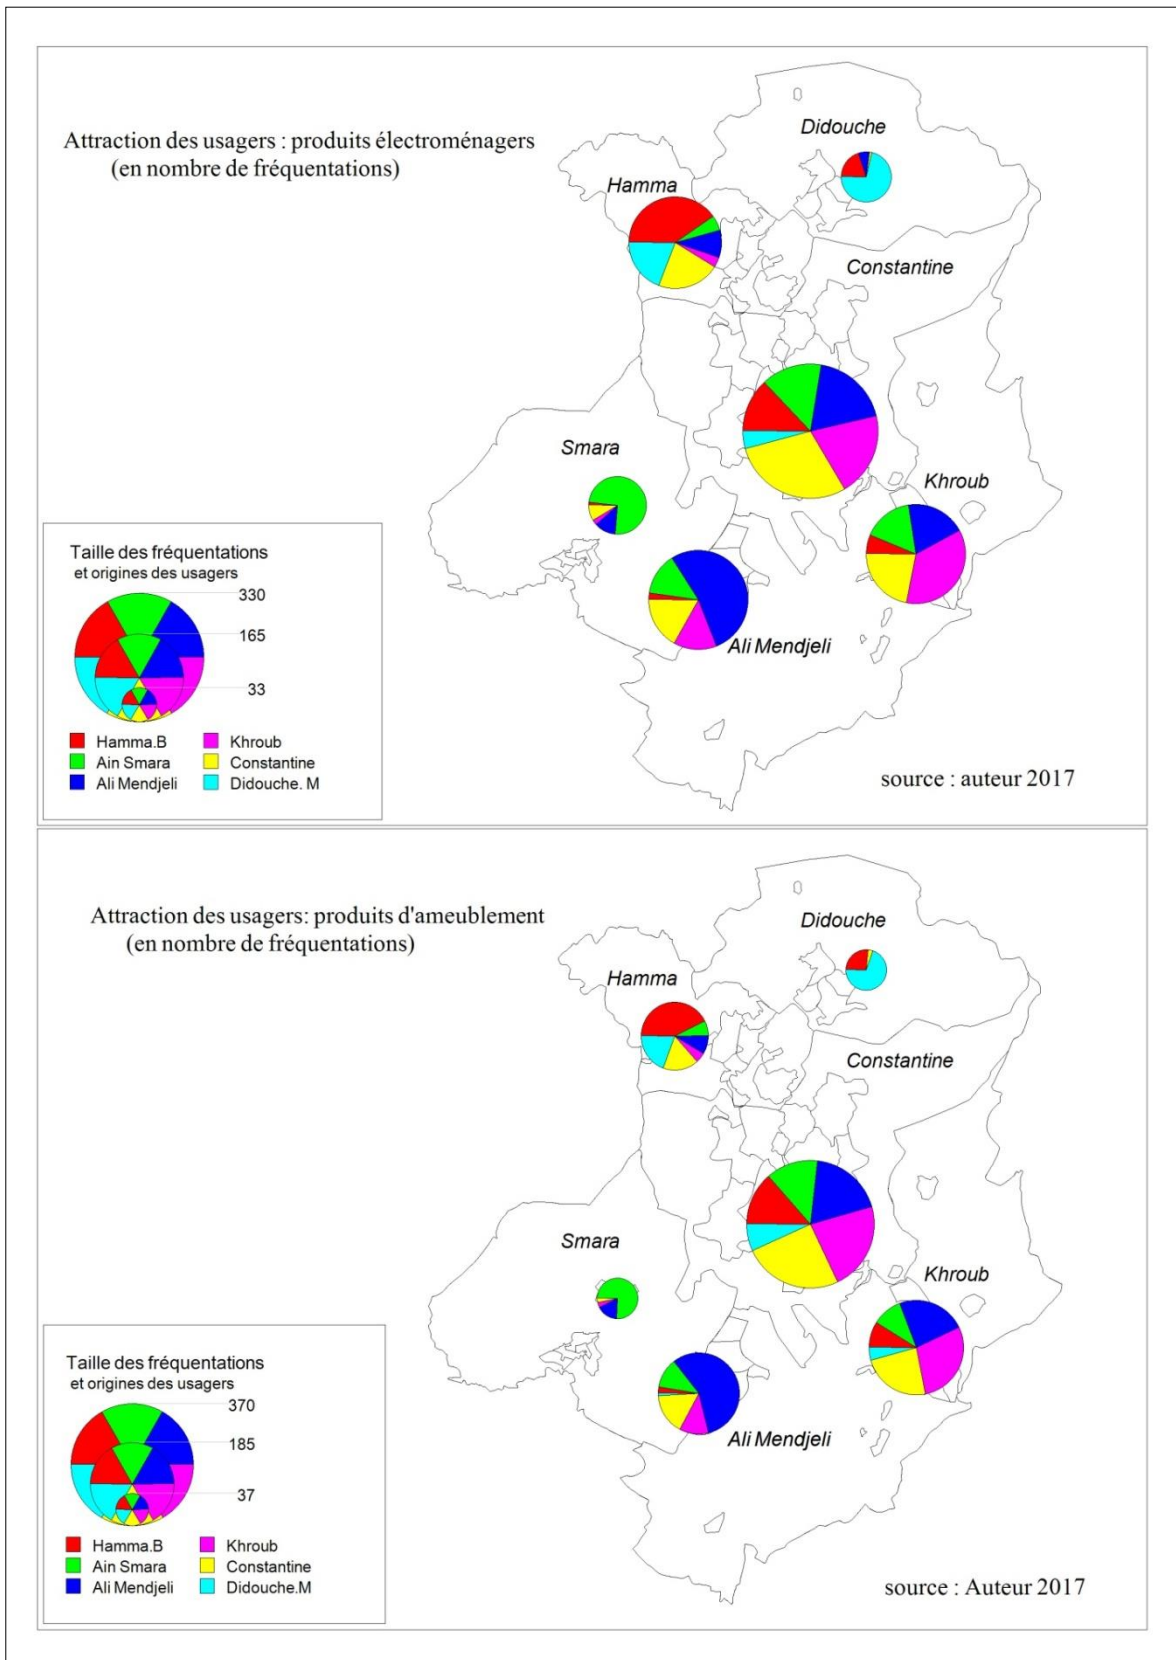 Attraction des usagers : produits électroménagers
(en nombre de fréquentations)
Didouche
Hamma
Constantine
Smara
Khroub
Ali Mendjeli
Taille des fréquentations
et origines des usagers
330
165
33
Hamma.B
Khroub
Ain Smara
Constantine
Ali Mendjeli
Didouche. M
source : auteur 2017
Attraction des usagers: produits d'ameublement
(en nombre de fréquentations)
Didouche
Hamma
Constantine
Smara
Khroub
Ali Mendjeli
Taille des fréquentations
et origines des usagers
370
185
37
Hamma.B
Khroub
Ain Smara
Constantine
Ali Mendjeli
Didouche.M
source : Auteur 2017